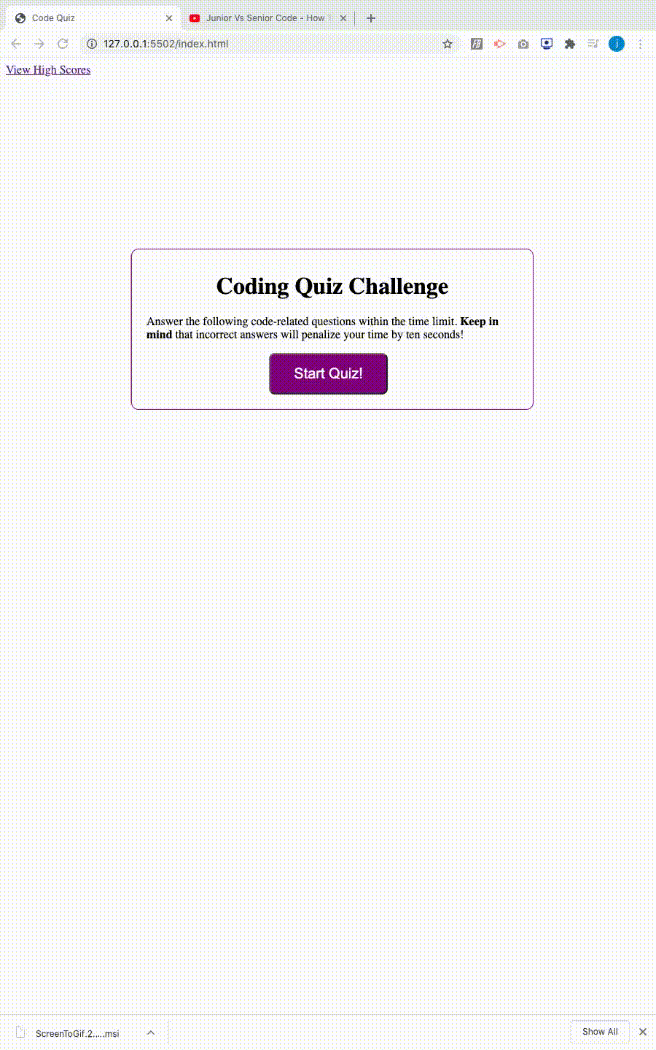 Code Quiz
Junior Vs Senior Code - How
127.0.0.1:5502/index.html
View High Scores
Coding Quiz Challenge
Answer the following code-related questions within the time limit. Keep in
mind that incorrect answers will penalize your time by ten seconds!
Start Quiz!
ScreenToGif.2.....msi
Show All